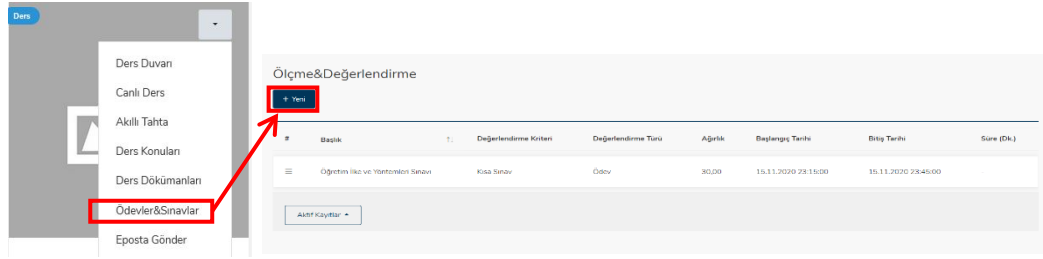 Ders
Ders Duvarı
Canlı Ders
Akıllı Tahta
Ders Konuları
Ders Dökümanları
Ödevler&Sınavlar
Eposta Gönder
Ölçme&Değerlendirme
+ Yeni
# Başlık ↑↓ Değerlendirme Kriteri Değerlendirme Türü Ağırlık Başlangıç Tarihi Bitiş Tarihi Süre (Dk.)
Öğretim İlke ve Yöntemleri Sınavı Kısa Sınav Ödev 30,00 15.11.2020 23:15:00 15.11.2020 23:45:00 -
Aktif Kayıtlar